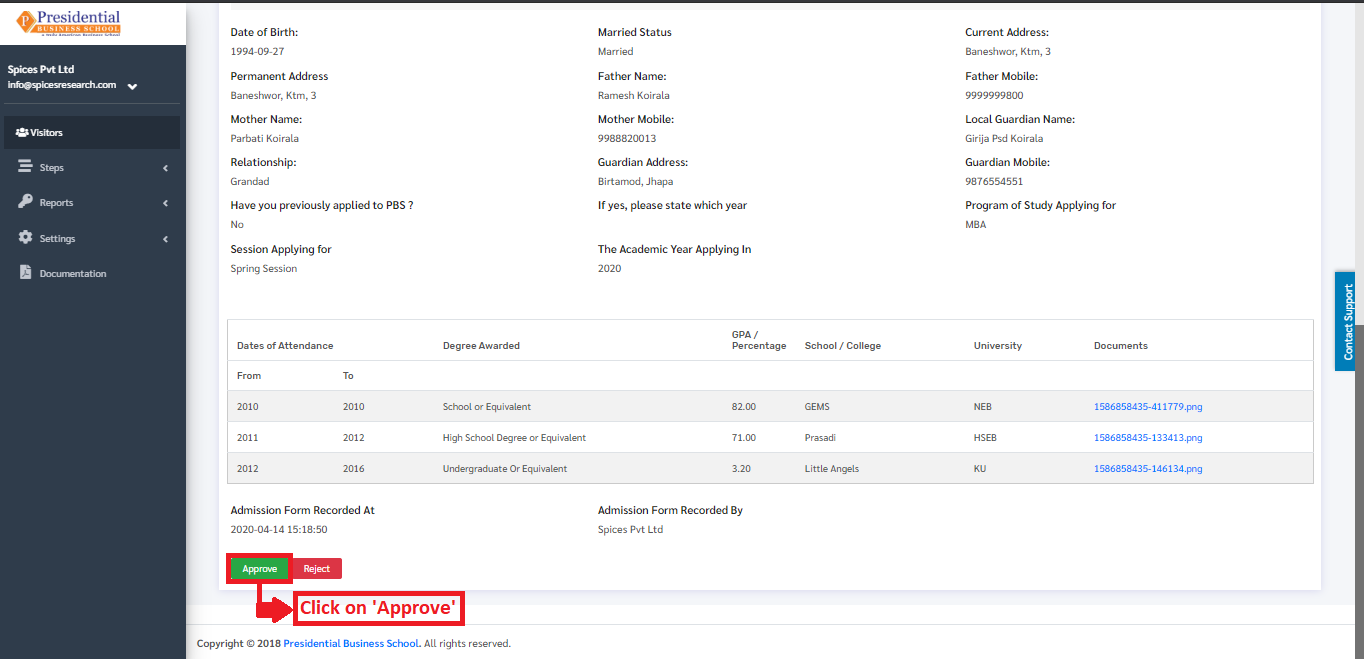 Presidential
BUSINESS SCHOOL
Spices Pvt Ltd
info@spicesresearch.com
Visitors
Steps
Reports
Settings
Documentation
Date of Birth: Married Status Current Address:
1994-09-27 Married Baneshwor, Ktm, 3
Permanent Address Father Name: Father Mobile:
Baneshwor, Ktm, 3 Ramesh Koirala 9999999800
Mother Name: Mother Mobile: Local Guardian Name:
Parbati Koirala 9988820013 Girija Psd Koirala
Relationship: Guardian Address: Guardian Mobile:
Grandad Birtamod, Jhapa 9876554551
Have you previously applied to PBS ? If yes, please state which year Program of Study Applying for
No MBA
Session Applying for The Academic Year Applying In
Spring Session 2020
Dates of Attendance Degree Awarded GPA / Percentage School / College University Documents
From To
2010 2010 School or Equivalent 82.00 GEMS NEB 1586858435-411779.png
2011 2012 High School Degree or Equivalent 71.00 Prasadi HSEB 1586858435-133413.png
2012 2016 Undergraduate Or Equivalent 3.20 Little Angels KU 1586858435-146134.png
Admission Form Recorded At Admission Form Recorded By
2020-04-14 15:18:50 Spices Pvt Ltd
Approve Reject
Click on 'Approve'
Contact Support
Copyright © 2018 Presidential Business School. All rights reserved.